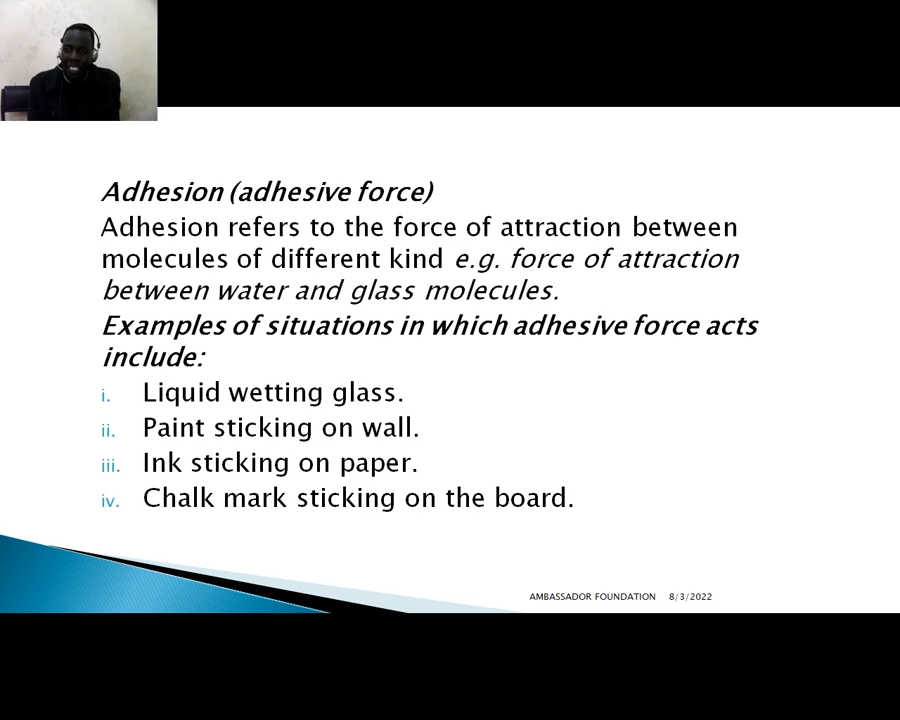 Adhesion (adhesive force)
Adhesion refers to the force of attraction between
molecules of different kind e.g. force of attraction
between water and glass molecules.
Examples of situations in which adhesive force acts
include:
i. Liquid wetting glass.
ii. Paint sticking on wall.
iii. Ink sticking on paper.
iv. Chalk mark sticking on the board.
AMBASSADOR FOUNDATION 8/3/2022